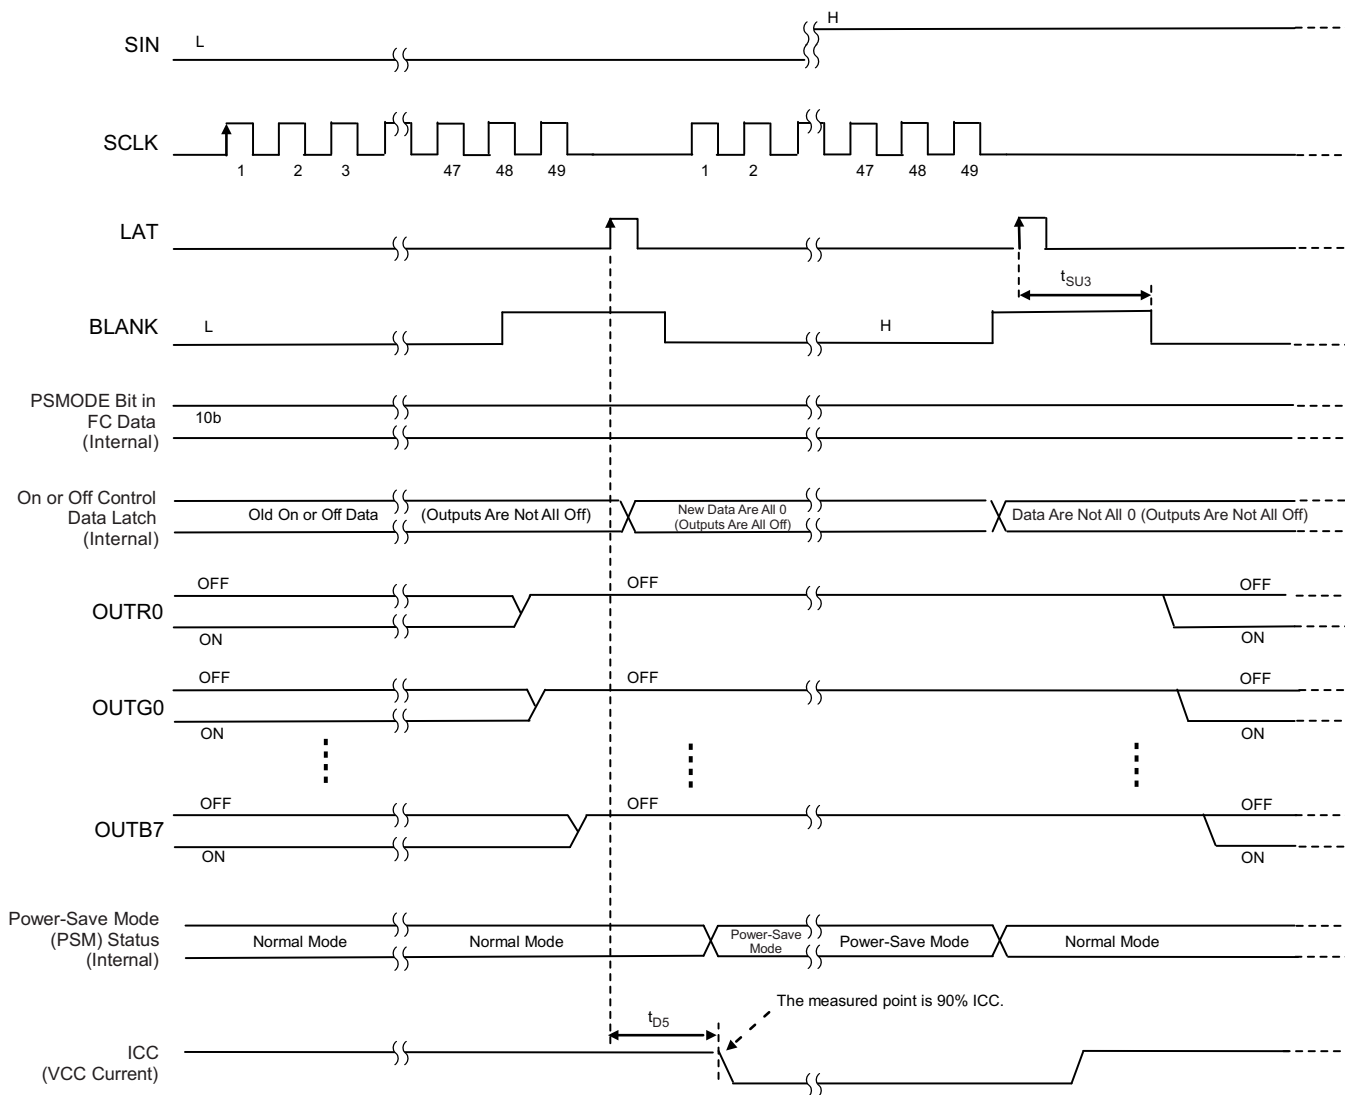 H
SIN
L
SCLK
1 2 3 47 48 49 1 2 47 48 49
LAT
tSU3
BLANK
L
H
PSMODE Bit in
FC Data
(Internal)
10b
On or Off Control
Data Latch
(Internal)
Old On or Off Data
(Outputs Are Not All Off)
New Data Are All 0
(Outputs Are All Off)
Data Are Not All 0 (Outputs Are Not All Off)
OFF OFF OFF
OUTR0
ON ON
OFF OFF OFF
OUTG0
ON ON
OFF OFF OFF
OUTB7
ON ON
Power-Save Mode
(PSM) Status
(Internal)
Normal Mode
Normal Mode
Power-Save
Mode
Power-Save Mode
Normal Mode
The measured point is 90% ICC.
tD5
ICC
(VCC Current)